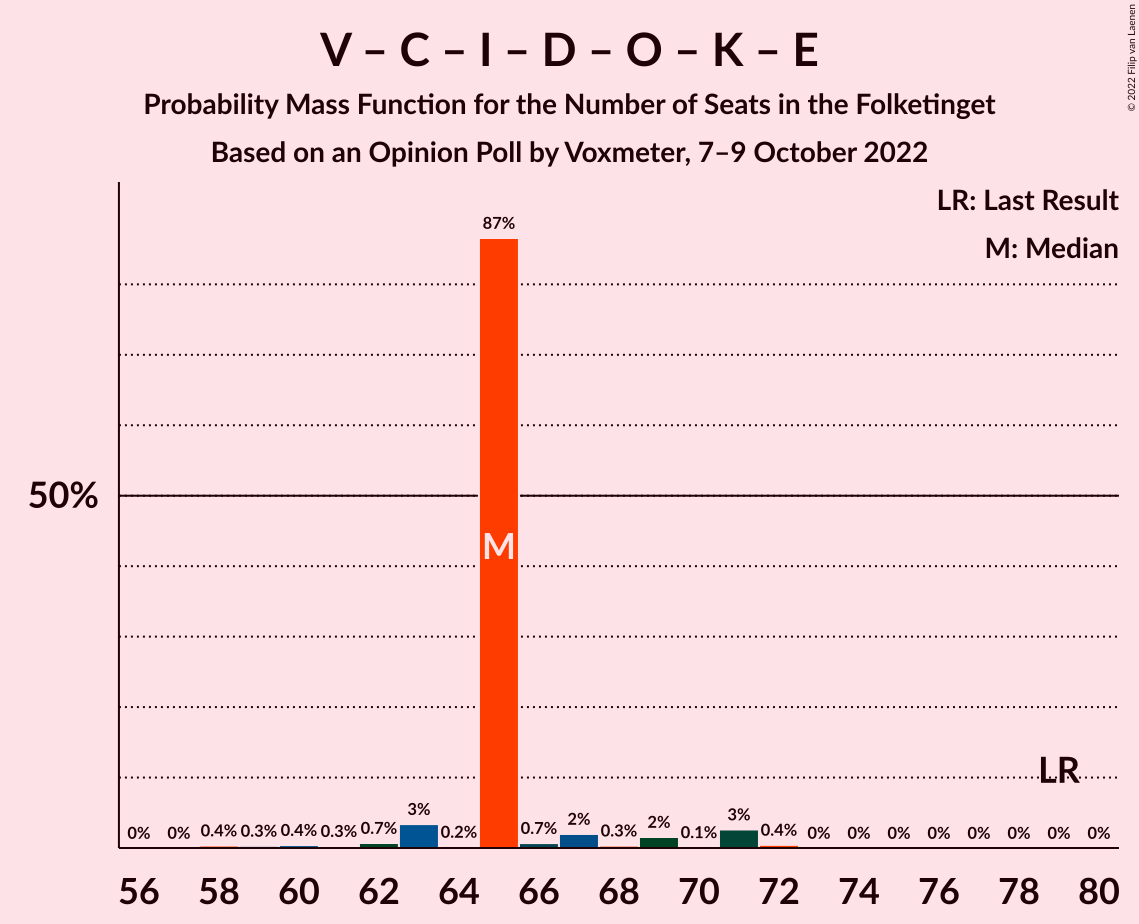 V – C – I – D – O – K – E
Probability Mass Function for the Number of Seats in the Folketinget
Based on an Opinion Poll by Voxmeter, 7–9 October 2022
© 2022 Filip van Laenen
LR: Last Result
M: Median
87%
50%
M
LR
0% 0% 0.4% 0.3% 0.4% 0.3% 0.7% 3% 0.2% 0.7% 2% 0.3% 2% 0.1% 3% 0.4% 0% 0% 0% 0% 0% 0% 0% 0%
56 58 60 62 64 66 68 70 72 74 76 78 80